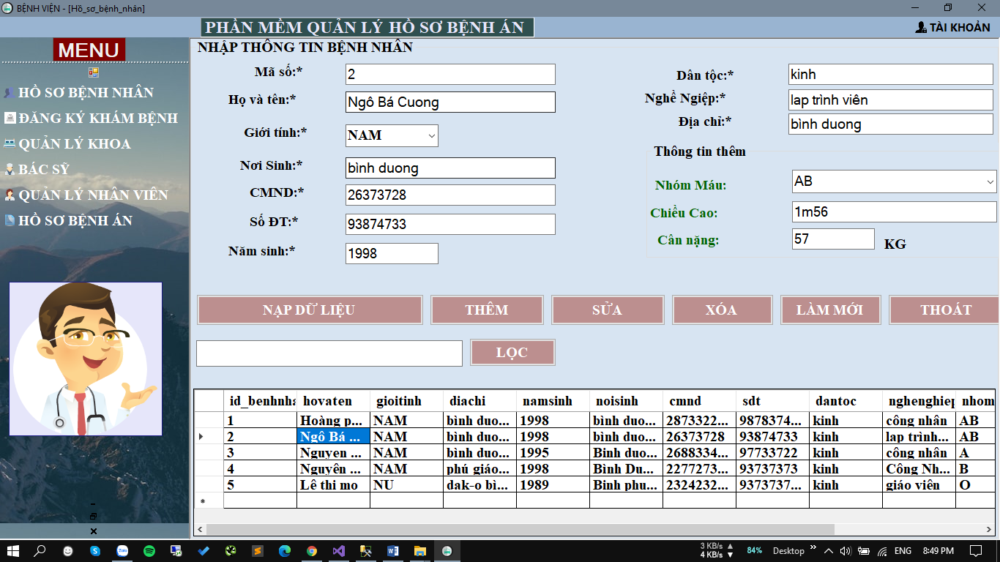 BỆNH VIỆN - [Hồ_sơ_bệnh_nhân]
PHẦN MỀM QUẢN LÝ HỒ SƠ BỆNH ÁN
TÀI KHOẢN
MENU
HỒ SƠ BỆNH NHÂN
ĐĂNG KÝ KHÁM BỆNH
QUẢN LÝ KHOA
BÁC SỸ
QUẢN LÝ NHÂN VIÊN
HỒ SƠ BỆNH ÁN
NHẬP THÔNG TIN BỆNH NHÂN
Mã số:* 2
Họ và tên:* Ngô Bá Cuong
Giới tính:* NAM
Nơi Sinh:* bình duong
CMND:* 26373728
Số ĐT:* 93874733
Năm sinh:* 1998
Dân tộc:* kinh
Nghề Ngiệp:* lap trình viên
Địa chỉ:* bình duong
Thông tin thêm
Nhóm Máu: AB
Chiều Cao: 1m56
Cân nặng: 57 KG
NẠP DỮ LIỆU THÊM SỬA XÓA LÀM MỚI THOÁT
LỌC
id_benhnha hovaten gioitinh diachi namsinh noisinh cmnd sdt dantoc nghenghiep nhom
1 Hoàng p... NAM bình duo... 1998 bình duo... 2873322... 9878374... kinh công nhân AB
2 Ngô Bá ... NAM bình duo... 1998 bình duo... 26373728 93874733 kinh lap trình... AB
3 Nguyen ... NAM bình duo... 1995 Binh duo... 2688334... 97733722 kinh công nhân A
4 Nguyên ... NAM phú giáo... 1998 Bình Du... 2277273... 93737373 kinh Công Nh... B
5 Lê thi mo NU dak-o bì... 1989 Binh phu... 2324232... 9373737... kinh giáo viên O
3 KB/s
4 KB/s
84% Desktop ENG 8:49 PM